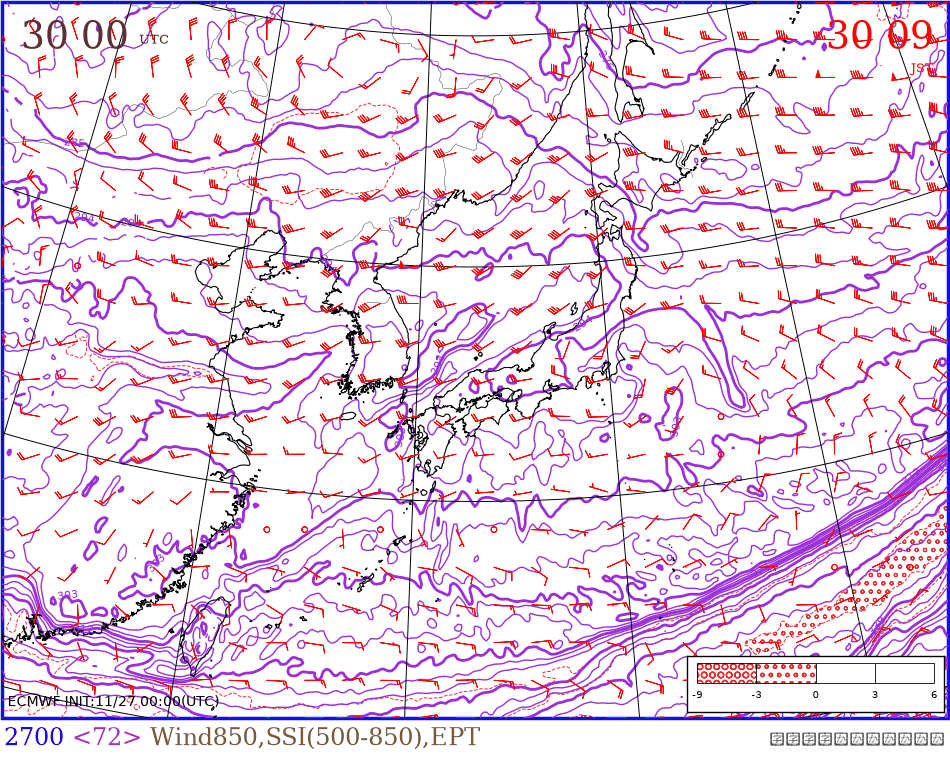 30 00 UTC
30 09 JST
293
303
ECMWF INIT:11/27 00:00(UTC)
-9 -3 0 3 6
2700 <72> Wind850,SSI(500-850),EPT